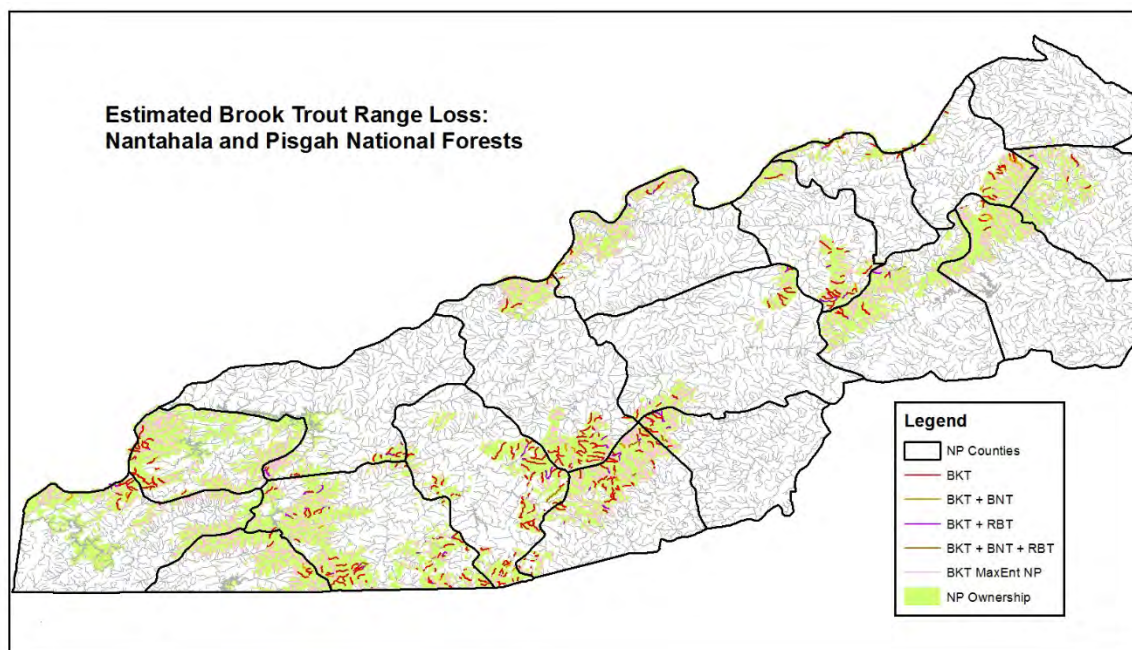 Estimated Brook Trout Range Loss:
Nantahala and Pisgah National Forests
Legend
NP Counties
BKT
BKT + BNT
BKT + RBT
BKT + BNT + RBT
BKT MaxEnt NP
NP Ownership